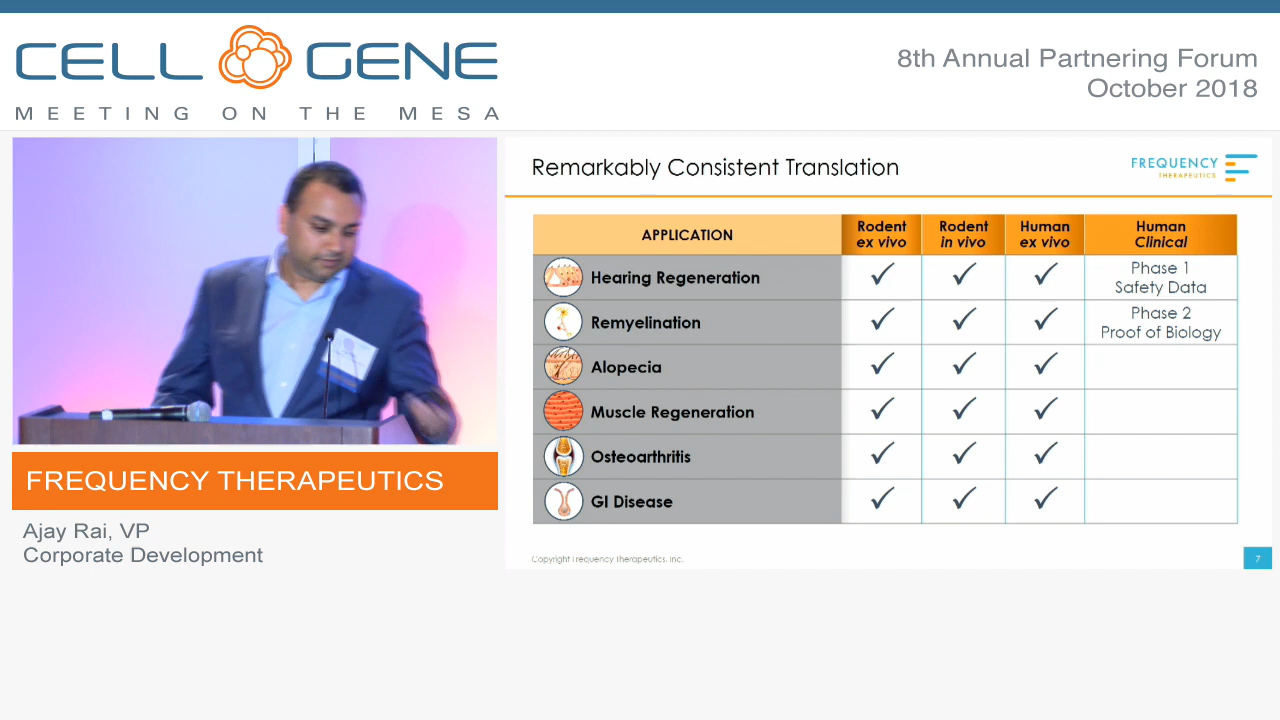 CELL GENE
MEETING ON THE MESA
8th Annual Partnering Forum
October 2018
FREQUENCY THERAPEUTICS
Ajay Rai, VP
Corporate Development
Remarkably Consistent Translation
FREQUENCY
THERAPEUTICS
APPLICATION
Rodent
ex vivo
Rodent
in vivo
Human
ex vivo
Human
Clinical
Hearing Regeneration ✓ ✓ ✓ Phase 1
Safety Data
Remyelination ✓ ✓ ✓ Phase 2
Proof of Biology
Alopecia ✓ ✓ ✓
Muscle Regeneration ✓ ✓ ✓
Osteoarthritis ✓ ✓ ✓
GI Disease ✓ ✓ ✓
Copyright Frequency Therapeutics, Inc.
7